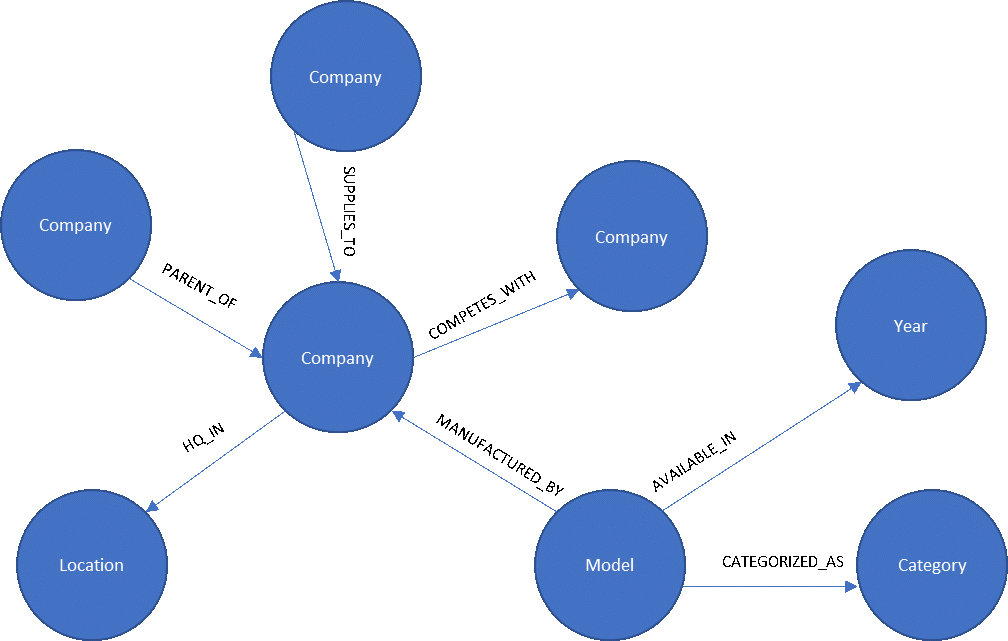 Company
SUPPLIES_TO
Company
PARENT_OF
Company
COMPETES_WITH
Company
Year
HQ_IN
MANUFACTURED_BY
AVAILABLE_IN
Location
Model
CATEGORIZED_AS
Category